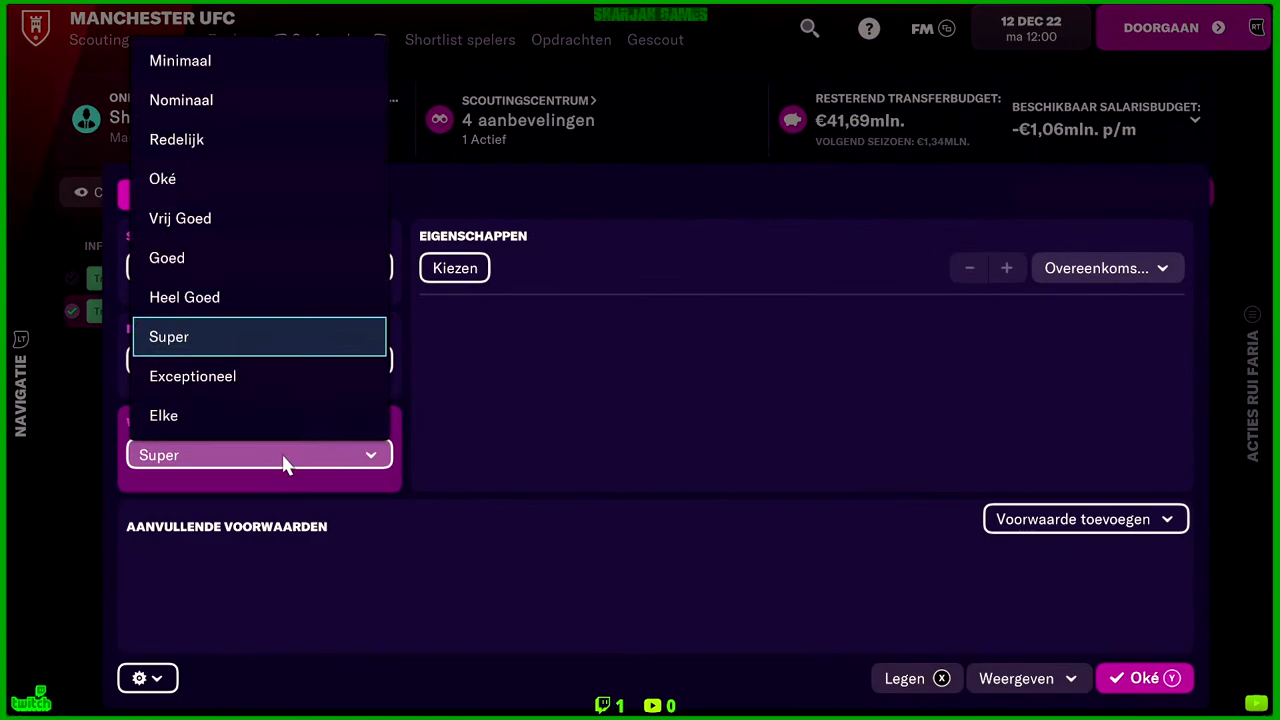 SHARJAH GAMES
MANCHESTER UFC
Scouting
Shortlist spelers
Opdrachten
Gescout
FM
12 DEC 22
ma 12:00
DOORGAAN
RT
SCOUTINGSCENTRUM >
4 aanbevelingen
1 Actief
RESTEREND TRANSFERBUDGET:
€41,69mln.
VOLGEND SEIZOEN: €1,34MLN.
BESCHIKBAAR SALARISBUDGET:
-€1,06mln. p/m
Minimaal
Nominaal
Redelijk
Oké
Vrij Goed
Goed
Heel Goed
Super
Exceptioneel
Elke
Super
EIGENSCHAPPEN
Kiezen
Overeenkoms...
AANVULLENDE VOORWAARDEN
Voorwaarde toevoegen
Legen X
Weergeven
Oké Y
LT
NAVIGATIE
ACTIES RUI FARIA
twitch
1
0